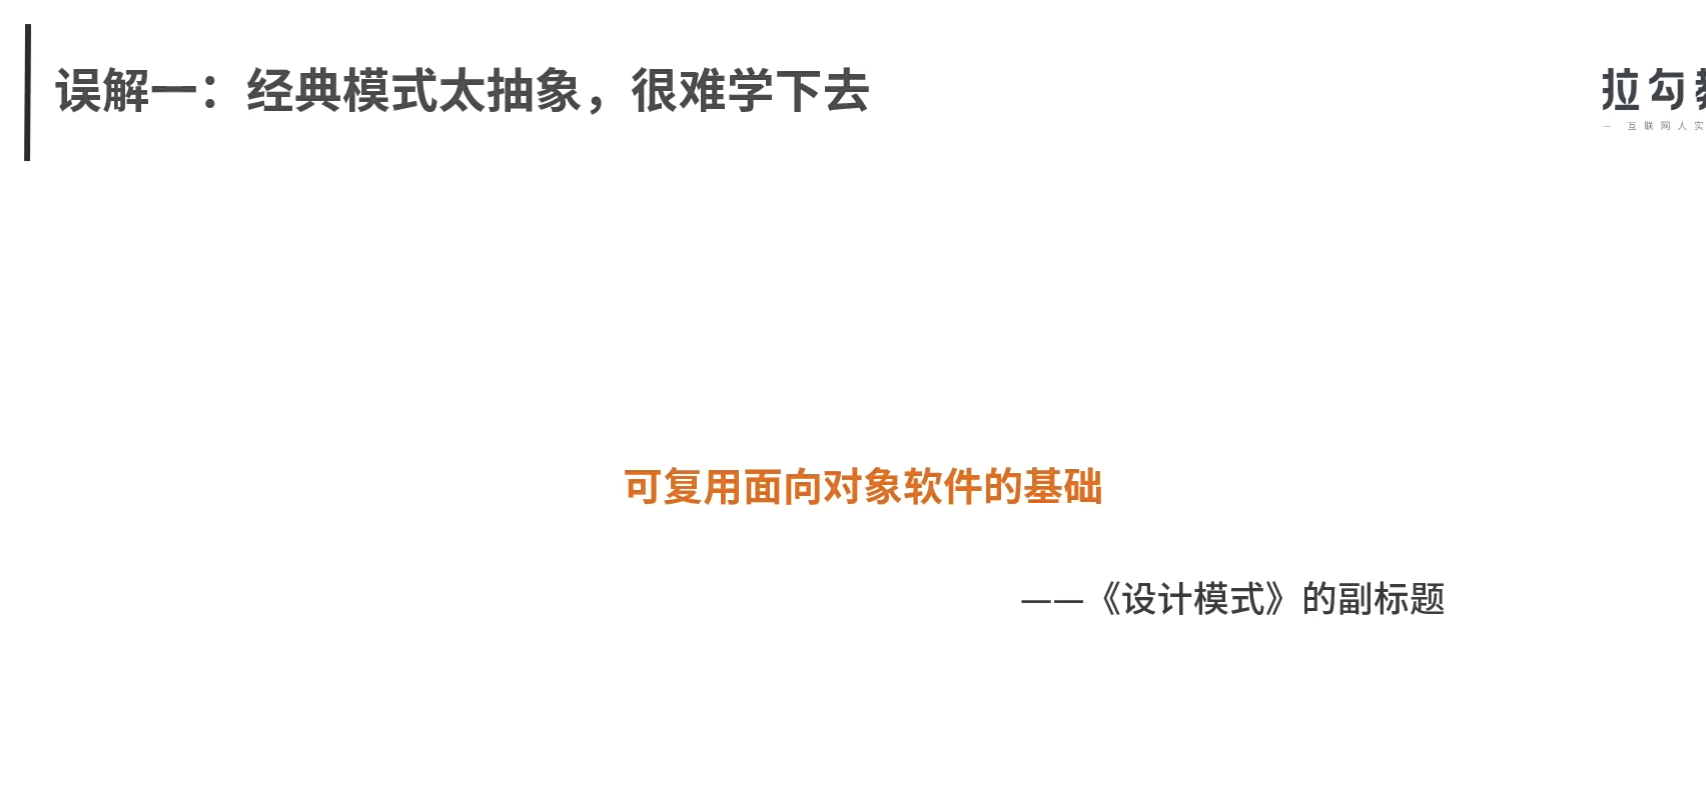 误解一：经典模式太抽象，很难学下去
拉勾
— 互联网人实
可复用面向对象软件的基础
——《设计模式》的副标题